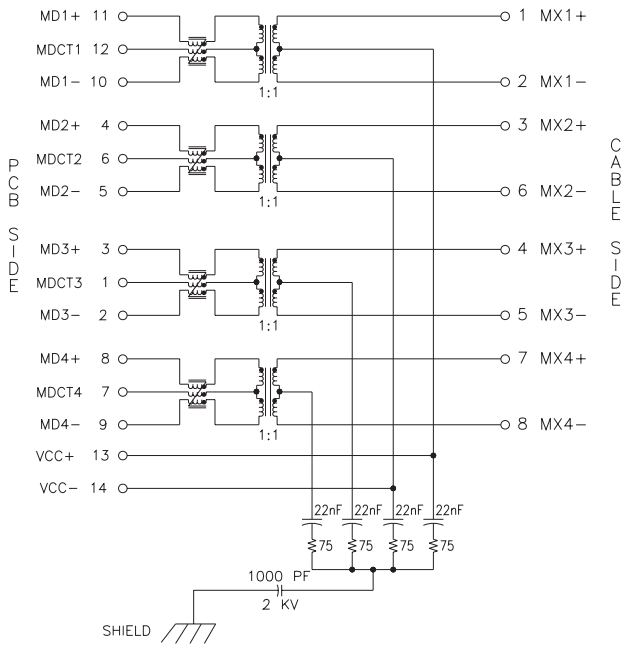 MD1+ 11 1 MX1+
MDCT1 12
MD1- 10 2 MX1-
1:1
MD2+ 4 3 MX2+
MDCT2 6
MD2- 5 6 MX2-
1:1
PCB SIDE
CABLE SIDE
MD3+ 3 4 MX3+
MDCT3 1
MD3- 2 5 MX3-
1:1
MD4+ 8 7 MX4+
MDCT4 7
MD4- 9 8 MX4-
1:1
VCC+ 13
VCC- 14
22nF 22nF 22nF 22nF
75 75 75 75
1000 PF
2 KV
SHIELD